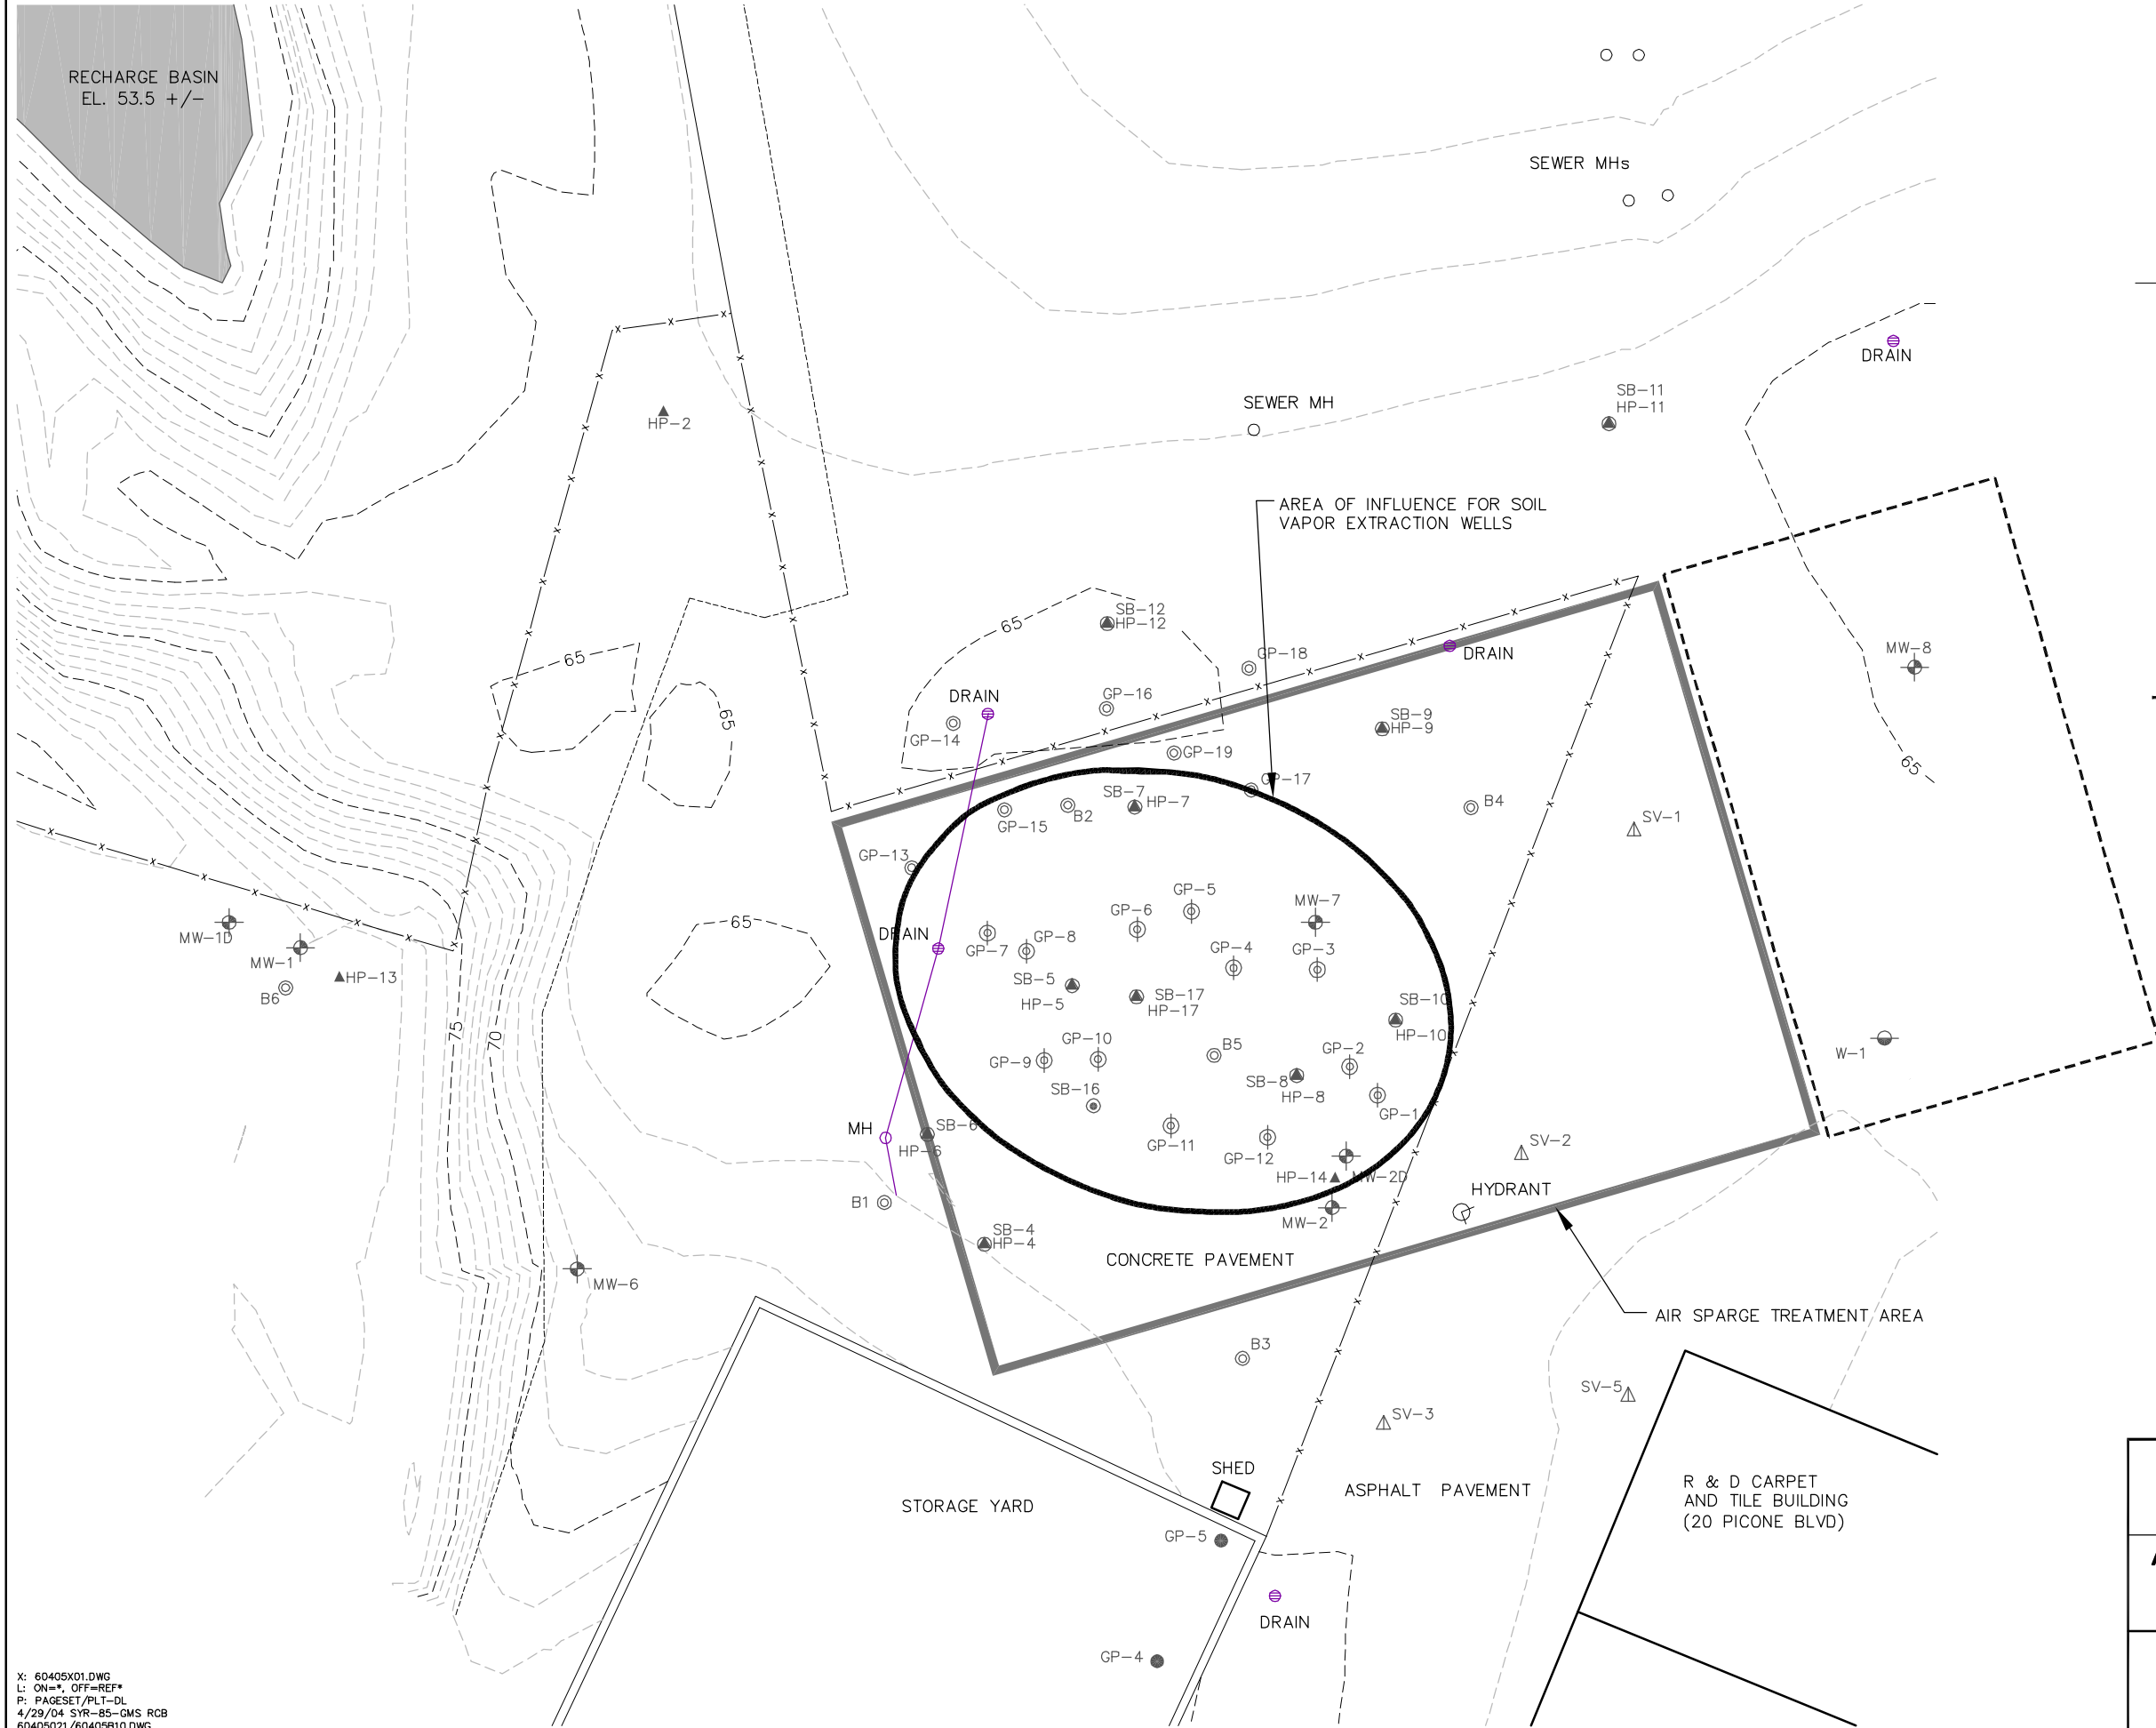 RECHARGE BASIN
EL. 53.5 +/-
SEWER MHs
DRAIN
SB-11
HP-11
SEWER MH
HP-2
AREA OF INFLUENCE FOR SOIL
VAPOR EXTRACTION WELLS
SB-12
HP-12
65
65
65
GP-18
DRAIN
MW-8
DRAIN
GP-16
GP-14
SB-9
HP-9
GP-19
65
GP-17
SB-7
HP-7
B4
B2
GP-15
SV-1
GP-13
GP-5
GP-6
MW-7
65
MW-1D
DRAIN
GP-7
GP-8
GP-4
GP-3
MW-1
HP-13
B6
SB-5
HP-5
SB-17
HP-17
SB-10
HP-10
75
70
GP-10
GP-9
B5
GP-2
W-1
SB-16
SB-8
HP-8
GP-1
MH
SB-6
HP-6
GP-11
GP-12
SV-2
HP-14
MW-2D
HYDRANT
B1
MW-2
SB-4
HP-4
CONCRETE PAVEMENT
MW-6
AIR SPARGE TREATMENT AREA
B3
SV-5
SV-3
SHED
ASPHALT PAVEMENT
R & D CARPET
AND TILE BUILDING
(20 PICONE BLVD)
STORAGE YARD
GP-5
DRAIN
GP-4
X: 60405X01.DWG
L: ON=*, OFF=REF*
P: PAGESET/PLT-DL
4/29/04 SYR-85-GMS RCB
60405021/60405B10.DWG